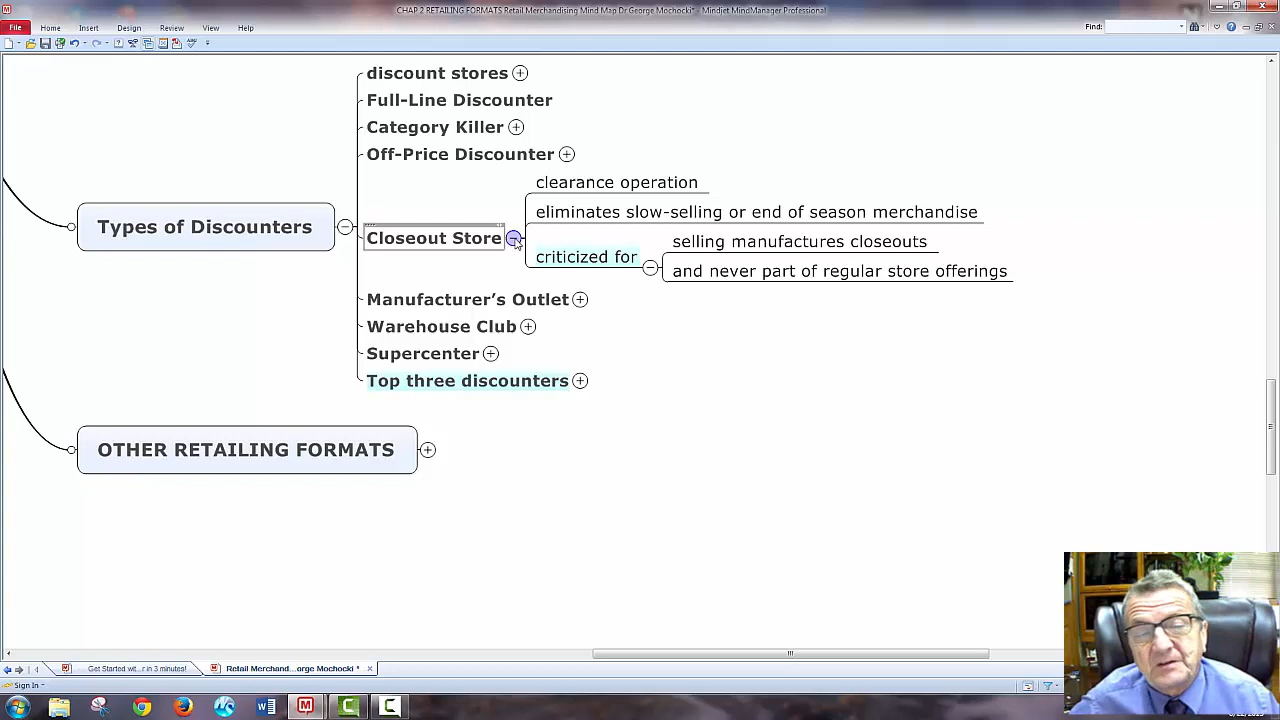 CHAP 2 RETAILING FORMATS Retail Merchandising Mind Map Dr George Mochocki* - Mindjet MindManager Professional
File Home Insert Design Review View Help Find:
discount stores
Full-Line Discounter
Category Killer
Off-Price Discounter
clearance operation
eliminates slow-selling or end of season merchandise
Types of Discounters
Closeout Store
criticized for
selling manufactures closeouts
and never part of regular store offerings
Manufacturer’s Outlet
Warehouse Club
Supercenter
Top three discounters
OTHER RETAILING FORMATS
Get Started wit...r in 3 minutes! Retail Merchand...orge Mochocki *
Sign In